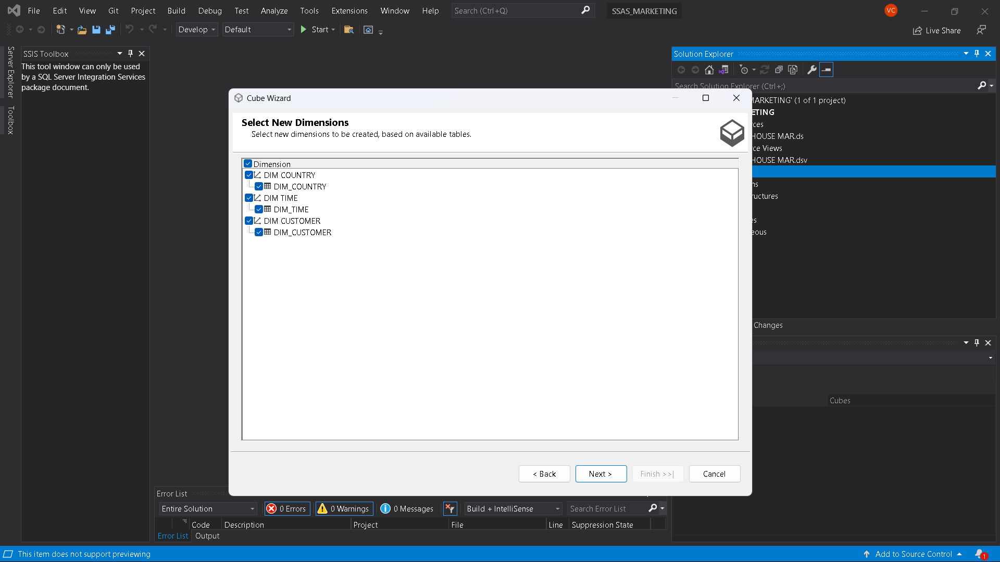 File Edit View Git Project Build Debug Test Analyze Tools Extensions Window Help Search (Ctrl+Q) SSAS_MARKETING VC
Develop Default Start Live Share
Server Explorer
Toolbox
SSIS Toolbox
This tool window can only be used
by a SQL Server Integration Services
package document.
Solution Explorer
Search Solution Explorer (Ctrl+;)
MARKETING' (1 of 1 project)
ETING
rces
HOUSE MAR.ds
rce Views
HOUSE MAR.dsv
ns
ructures
es
eous
Changes
Cubes
Cube Wizard
Select New Dimensions
Select new dimensions to be created, based on available tables.
Dimension
DIM COUNTRY
DIM_COUNTRY
DIM TIME
DIM_TIME
DIM CUSTOMER
DIM_CUSTOMER
< Back Next > Finish >>| Cancel
Error List
Entire Solution 0 Errors 0 Warnings 0 Messages Build + IntelliSense Search Error List
Code Description Project File Line Suppression State
Error List Output
This item does not support previewing Add to Source Control 1